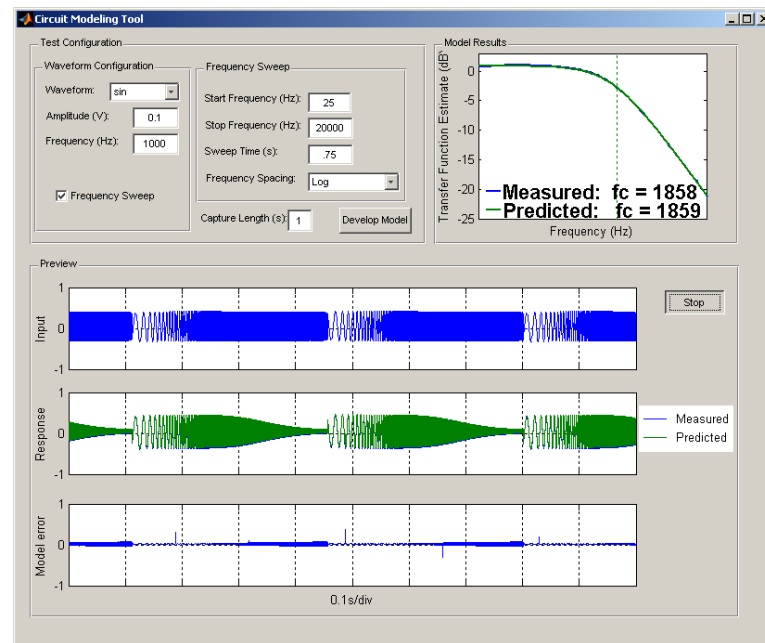 Circuit Modeling Tool
Test Configuration
Waveform Configuration
Waveform: sin
Amplitude (V): 0.1
Frequency (Hz): 1000
Frequency Sweep
Frequency Sweep
Start Frequency (Hz): 25
Stop Frequency (Hz): 20000
Sweep Time (s): .75
Frequency Spacing: Log
Capture Length (s): 1
Develop Model
Model Results
Transfer Function Estimate (dB)
0
-5
-10
-15
-20
-25
Measured: fc = 1858
Predicted: fc = 1859
Frequency (Hz)
Preview
Input
1
0
-1
Stop
Response
1
0
-1
Measured
Predicted
Model error
1
0
-1
0.1s/div